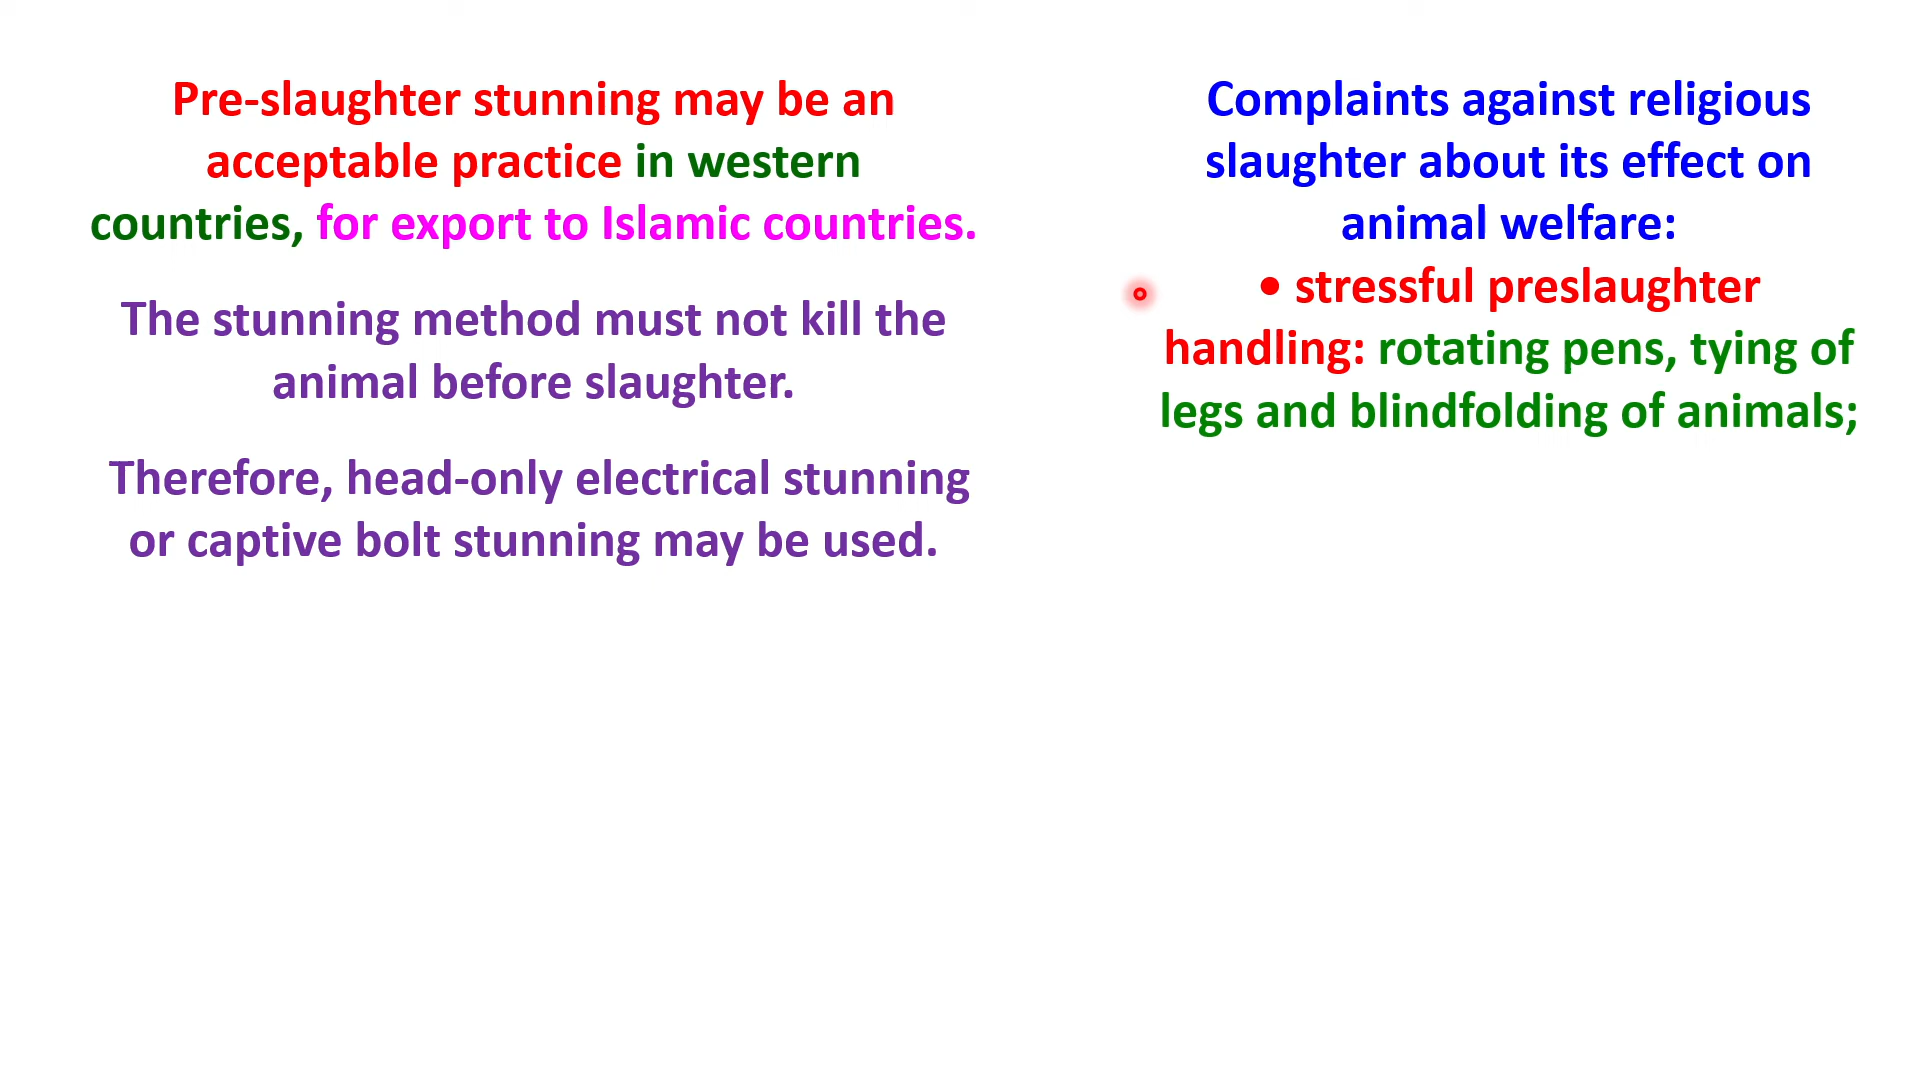 Pre-slaughter stunning may be an
acceptable practice in western
countries, for export to Islamic countries.
The stunning method must not kill the
animal before slaughter.
Therefore, head-only electrical stunning
or captive bolt stunning may be used.
Complaints against religious
slaughter about its effect on
animal welfare:
• stressful preslaughter
handling: rotating pens, tying of
legs and blindfolding of animals;